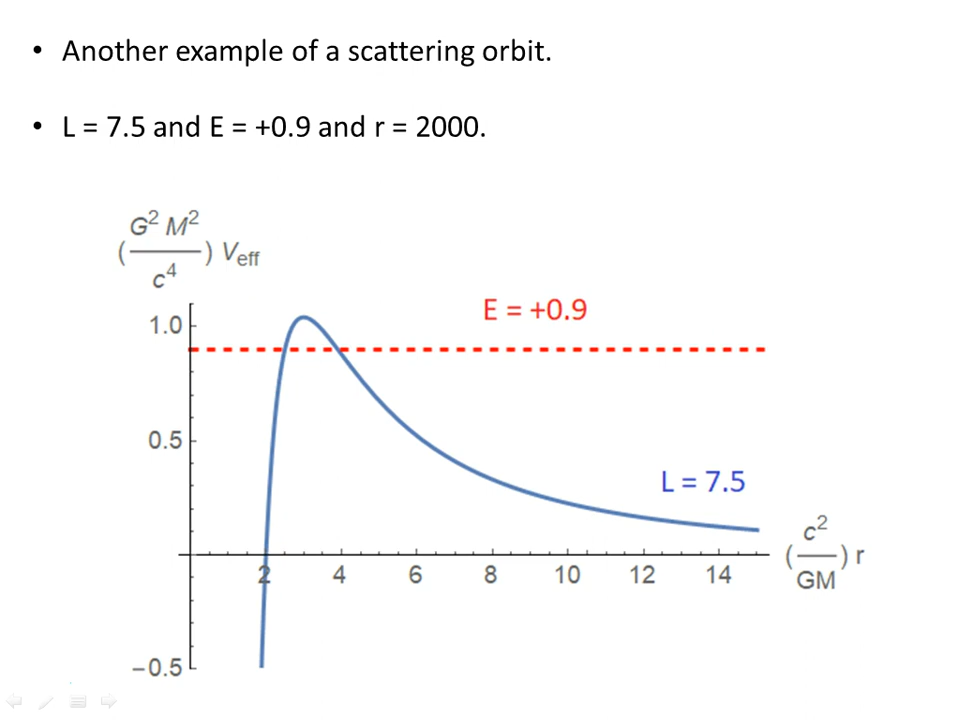 • Another example of a scattering orbit.
• L = 7.5 and E = +0.9 and r = 2000.
(G² M² / c⁴) V_eff
E = +0.9
1.0
0.5
L = 7.5
(c² / GM) r
2 4 6 8 10 12 14
−0.5